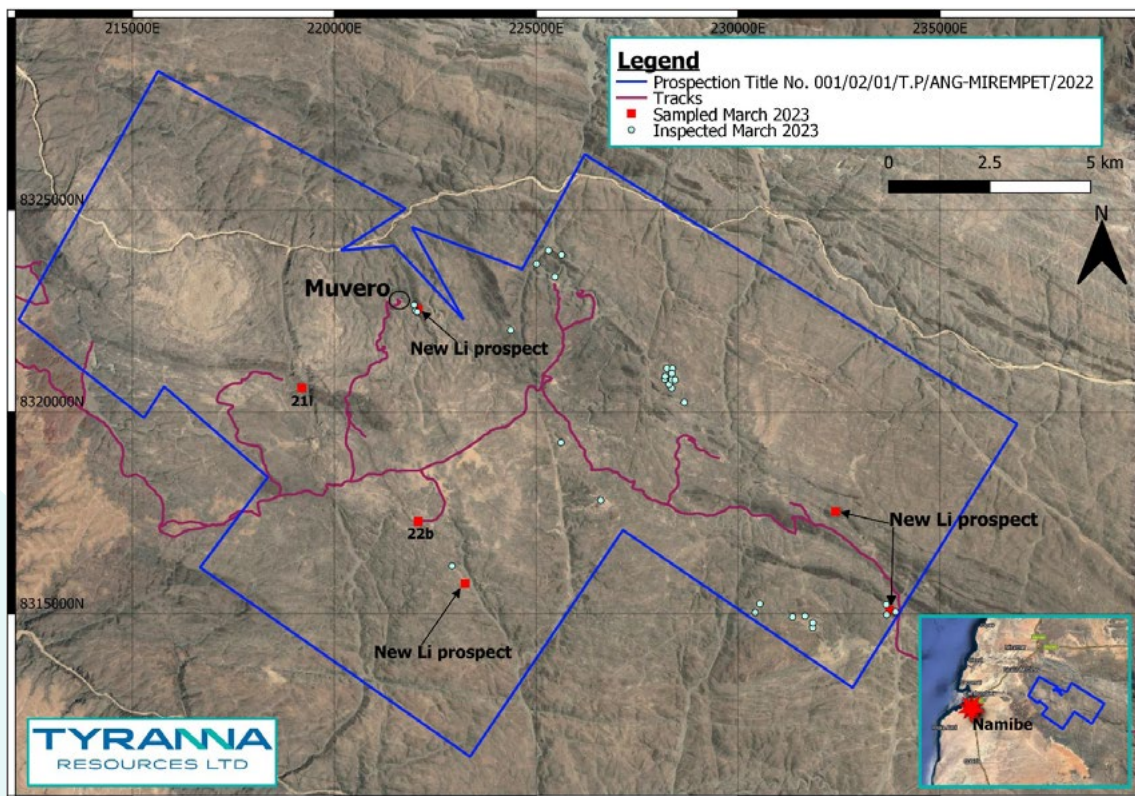 215000E
220000E
225000E
230000E
235000E
Legend
Prospection Title No. 001/02/01/T.P/ANG-MIREMPET/2022
Tracks
Sampled March 2023
Inspected March 2023
0 2.5 5 km
N
8325000N
Muvero
New Li prospect
8320000N
21l
22b
New Li prospect
8315000N
New Li prospect
Namibe
TYRANNA
RESOURCES LTD